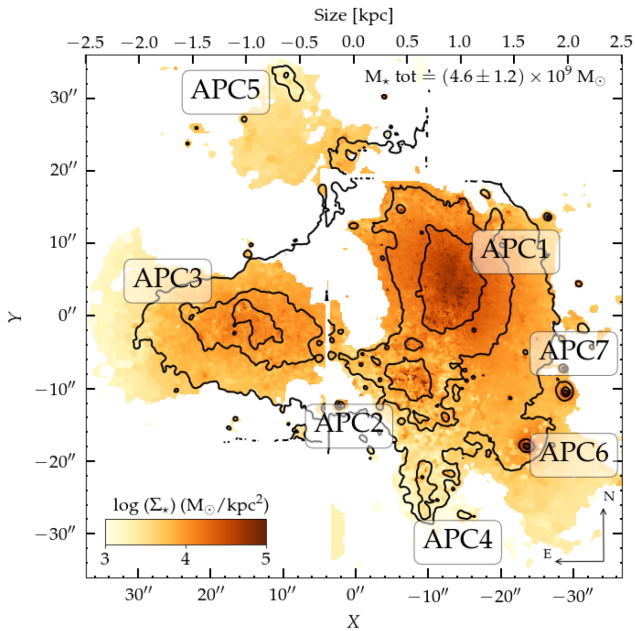 Size [kpc]
−2.5 −2.0 −1.5 −1.0 −0.5 0.0 0.5 1.0 1.5 2.0 2.5
M⋆ tot = (4.6 ± 1.2) × 10⁹ M⊙
APC5
30″
20″
10″
APC1
APC3
Y
0″
APC7
−10″
APC2
APC6
−20″
log (Σ⋆) (M⊙/kpc²)
3 4 5
−30″
APC4
N
E
30″ 20″ 10″ 0″ −10″ −20″ −30″
X